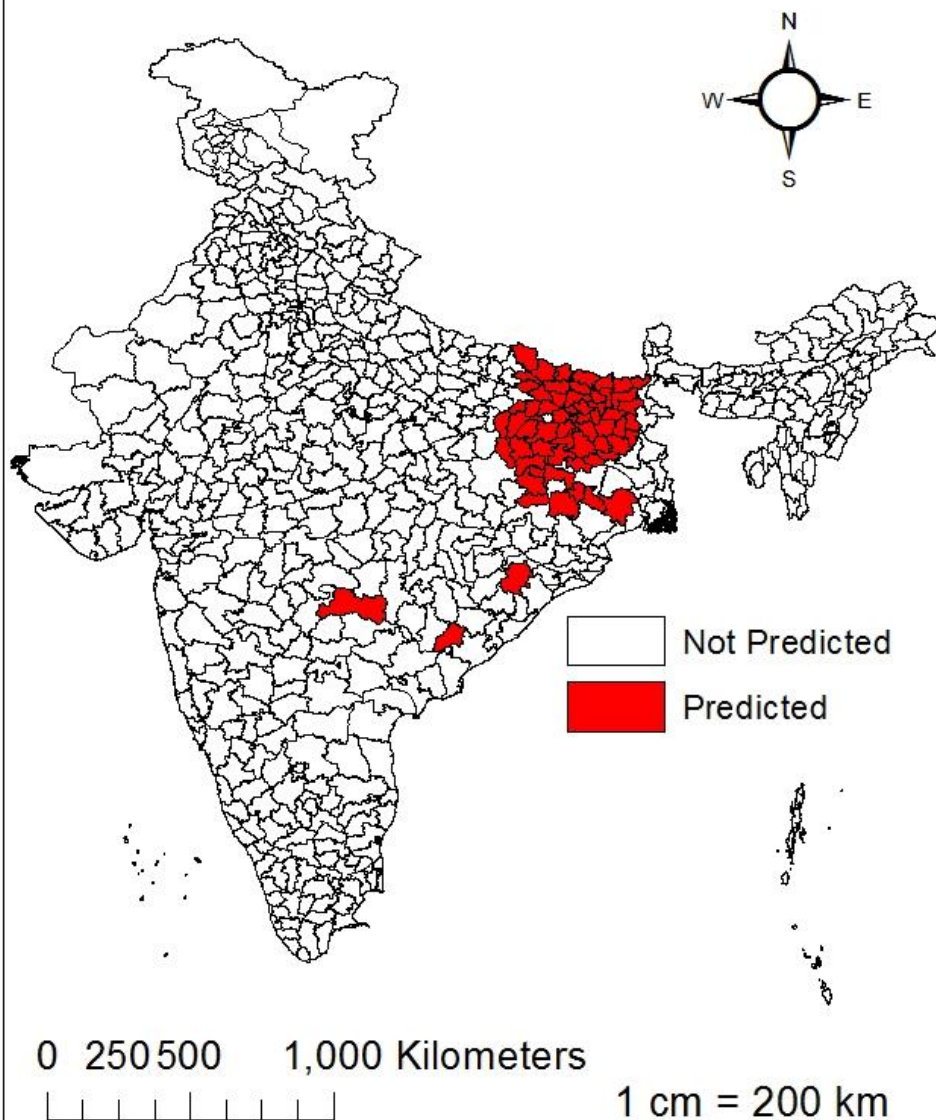 N
W E
S
Not Predicted
Predicted
0 250 500 1,000 Kilometers
1 cm = 200 km